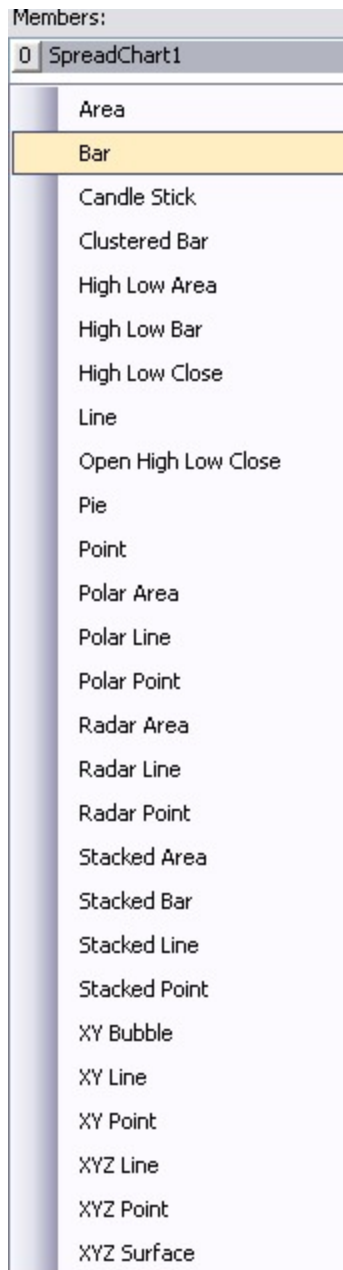 Members:
0 SpreadChart1
Area
Bar
Candle Stick
Clustered Bar
High Low Area
High Low Bar
High Low Close
Line
Open High Low Close
Pie
Point
Polar Area
Polar Line
Polar Point
Radar Area
Radar Line
Radar Point
Stacked Area
Stacked Bar
Stacked Line
Stacked Point
XY Bubble
XY Line
XY Point
XYZ Line
XYZ Point
XYZ Surface